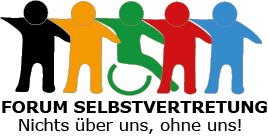 FORUM SELBSTVERTRETUNG
Nichts über uns, ohne uns!